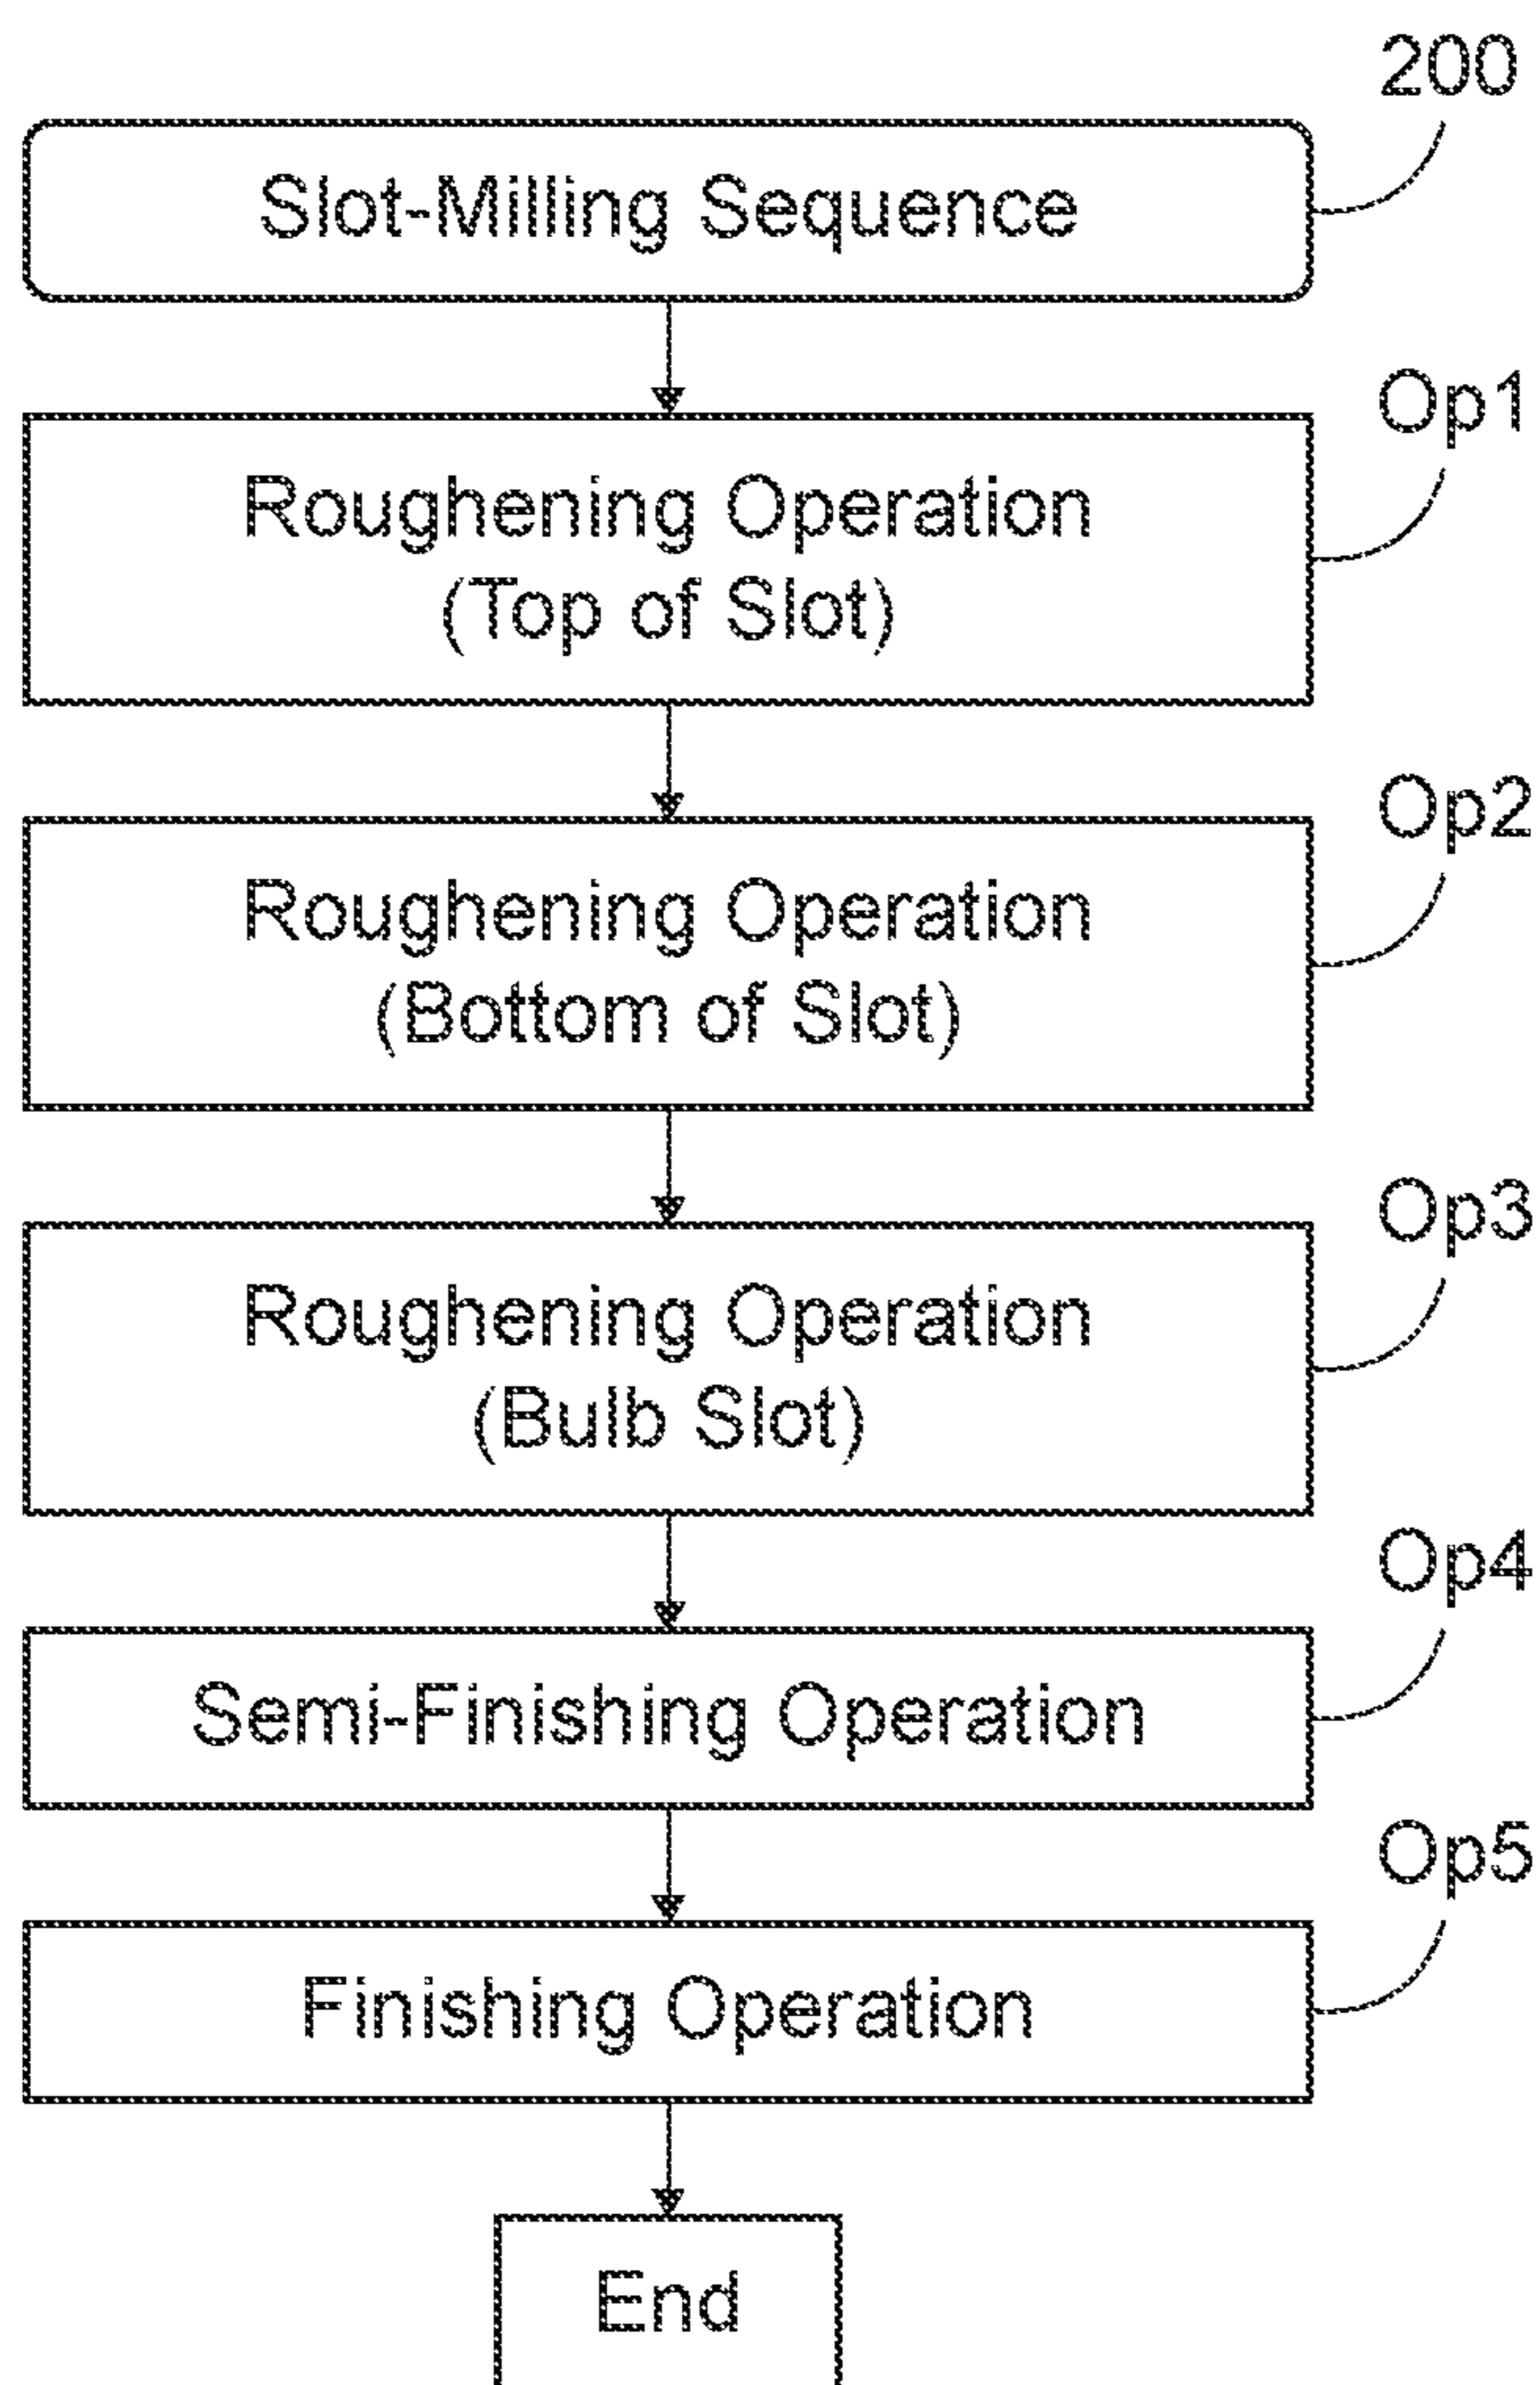 200
Slot-Milling Sequence
Op1
Roughening Operation
(Top of Slot)
Op2
Roughening Operation
(Bottom of Slot)
Op3
Roughening Operation
(Bulb Slot)
Op4
Semi-Finishing Operation
Op5
Finishing Operation
End